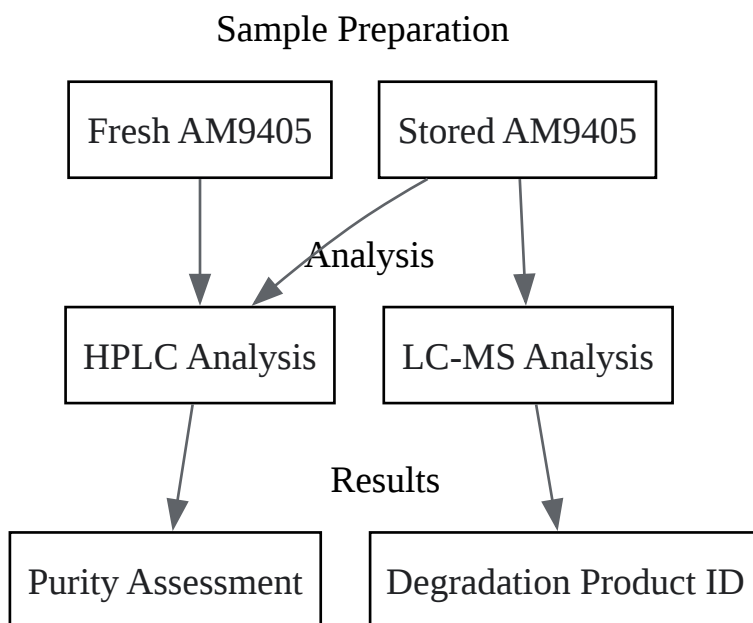 Sample Preparation
Fresh AM9405
Stored AM9405
Analysis
HPLC Analysis
LC-MS Analysis
Results
Purity Assessment
Degradation Product ID